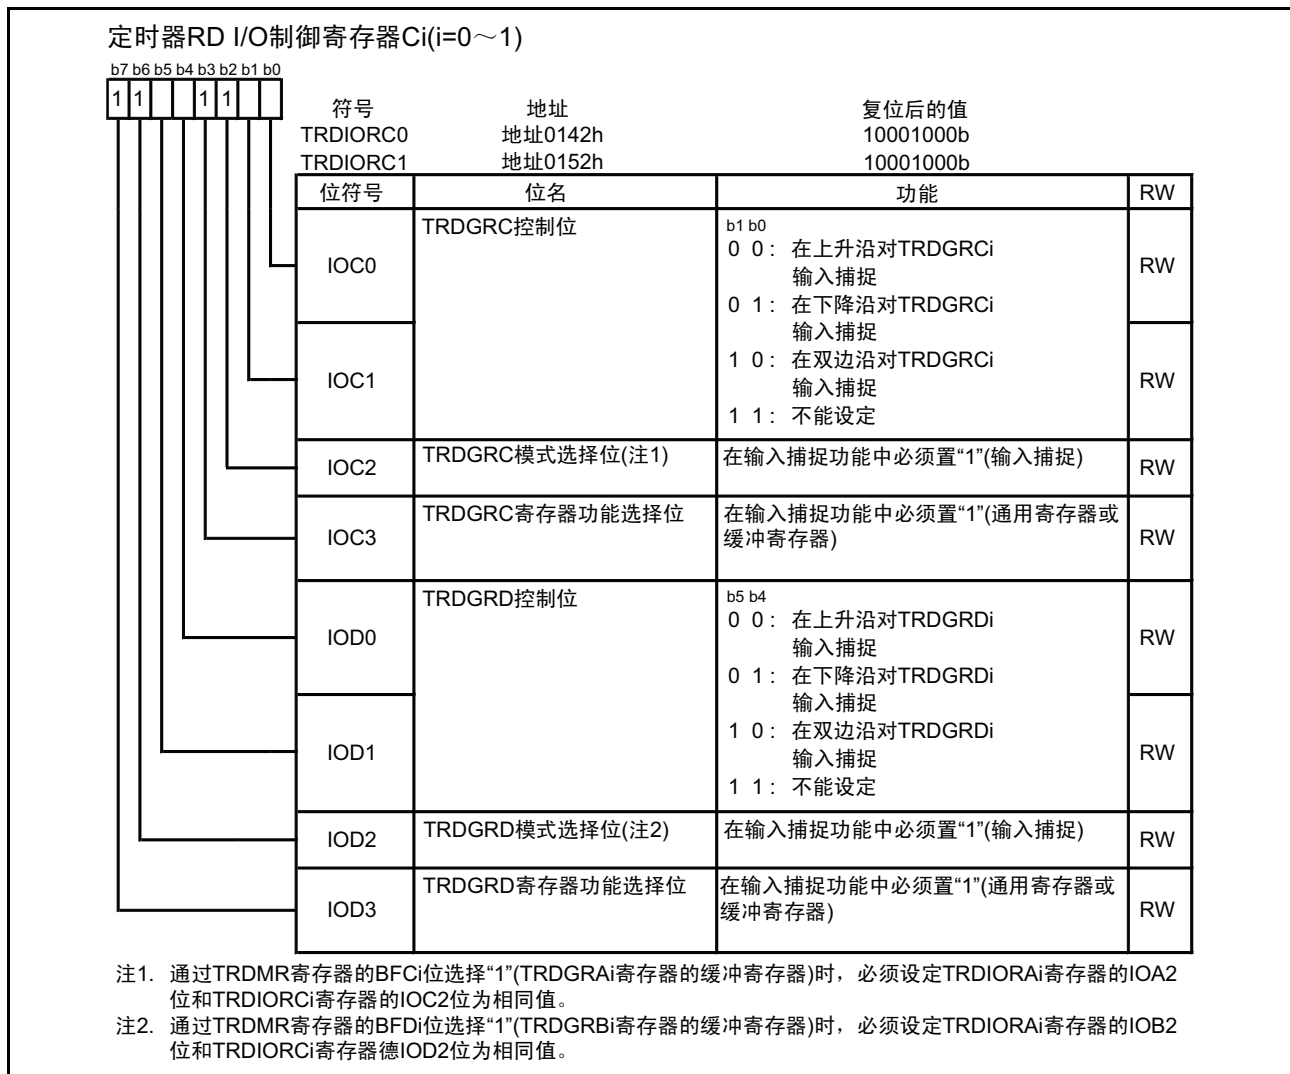 定时器RD I/O制御寄存器Ci(i=0～1)
b7 b6 b5 b4 b3 b2 b1 b0
1 1 1 1
符号 地址 复位后的值
TRDIORC0 地址0142h 10001000b
TRDIORC1 地址0152h 10001000b
位符号 位名 功能 RW
IOC0 TRDGRC控制位 b1 b0 RW
0 0： 在上升沿对TRDGRCi
输入捕捉
0 1： 在下降沿对TRDGRCi
输入捕捉
IOC1 1 0： 在双边沿对TRDGRCi RW
输入捕捉
1 1： 不能设定
IOC2 TRDGRC模式选择位(注1) 在输入捕捉功能中必须置“1”(输入捕捉) RW
IOC3 TRDGRC寄存器功能选择位 在输入捕捉功能中必须置“1”(通用寄存器或 RW
缓冲寄存器)
IOD0 TRDGRD控制位 b5 b4 RW
0 0： 在上升沿对TRDGRDi
输入捕捉
0 1： 在下降沿对TRDGRDi
输入捕捉
IOD1 1 0： 在双边沿对TRDGRDi RW
输入捕捉
1 1： 不能设定
IOD2 TRDGRD模式选择位(注2) 在输入捕捉功能中必须置“1”(输入捕捉) RW
IOD3 TRDGRD寄存器功能选择位 在输入捕捉功能中必须置“1”(通用寄存器或 RW
缓冲寄存器)
注1. 通过TRDMR寄存器的BFCi位选择“1”(TRDGRAi寄存器的缓冲寄存器)时，必须设定TRDIORAi寄存器的IOA2
位和TRDIORCi寄存器的IOC2位为相同值。
注2. 通过TRDMR寄存器的BFDi位选择“1”(TRDGRBi寄存器的缓冲寄存器)时，必须设定TRDIORAi寄存器的IOB2
位和TRDIORCi寄存器德IOD2位为相同值。